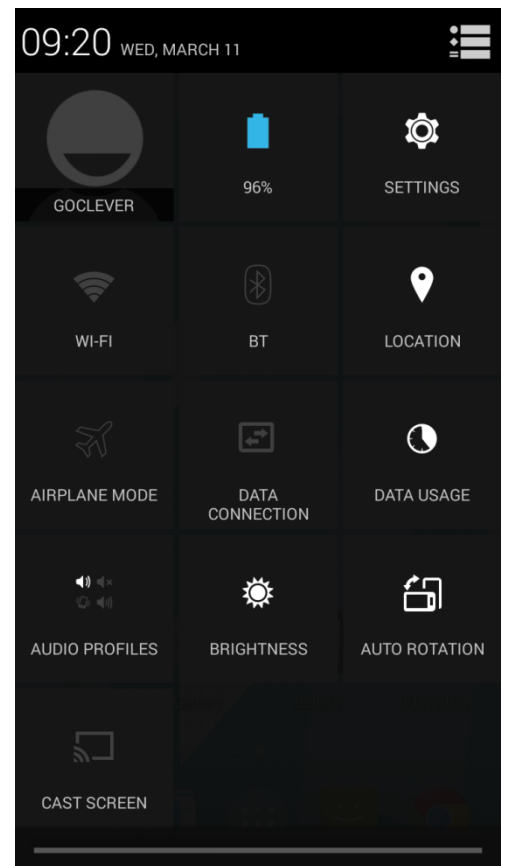 09:20 WED, MARCH 11
GOCLEVER
96%
SETTINGS
WI-FI
BT
LOCATION
AIRPLANE MODE
DATA
CONNECTION
DATA USAGE
AUDIO PROFILES
BRIGHTNESS
AUTO ROTATION
CAST SCREEN